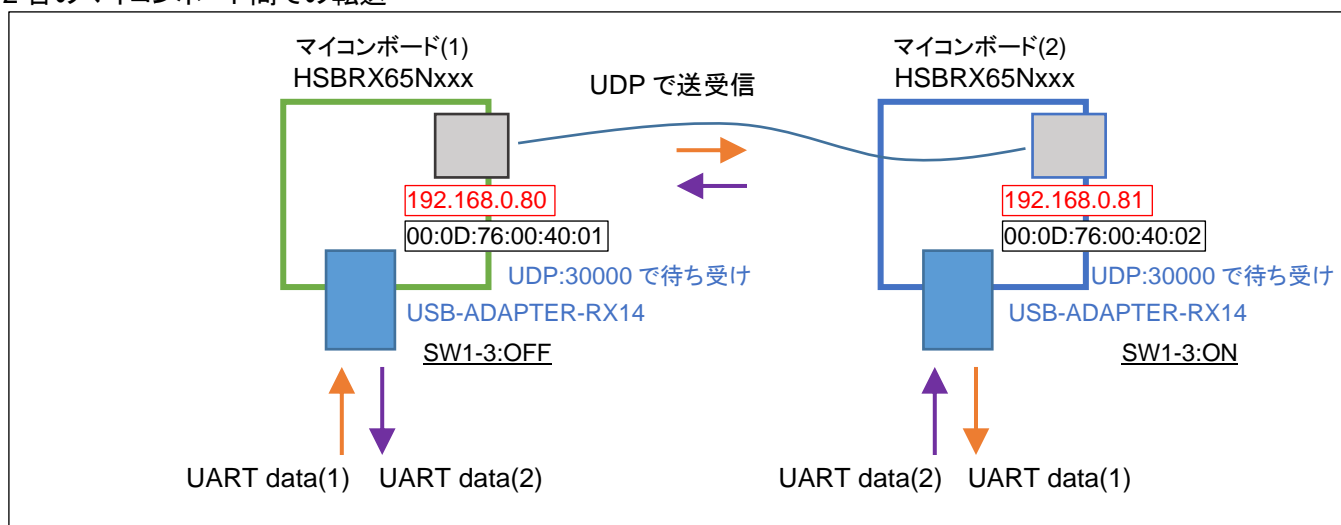 マイコンボード(1)
HSBRX65Nxxx
マイコンボード(2)
HSBRX65Nxxx
UDP で送受信
192.168.0.80
00:0D:76:00:40:01
UDP:30000 で待ち受け
USB-ADAPTER-RX14
SW1-3:OFF
192.168.0.81
00:0D:76:00:40:02
UDP:30000 で待ち受け
USB-ADAPTER-RX14
SW1-3:ON
UART data(1)
UART data(2)
UART data(2)
UART data(1)